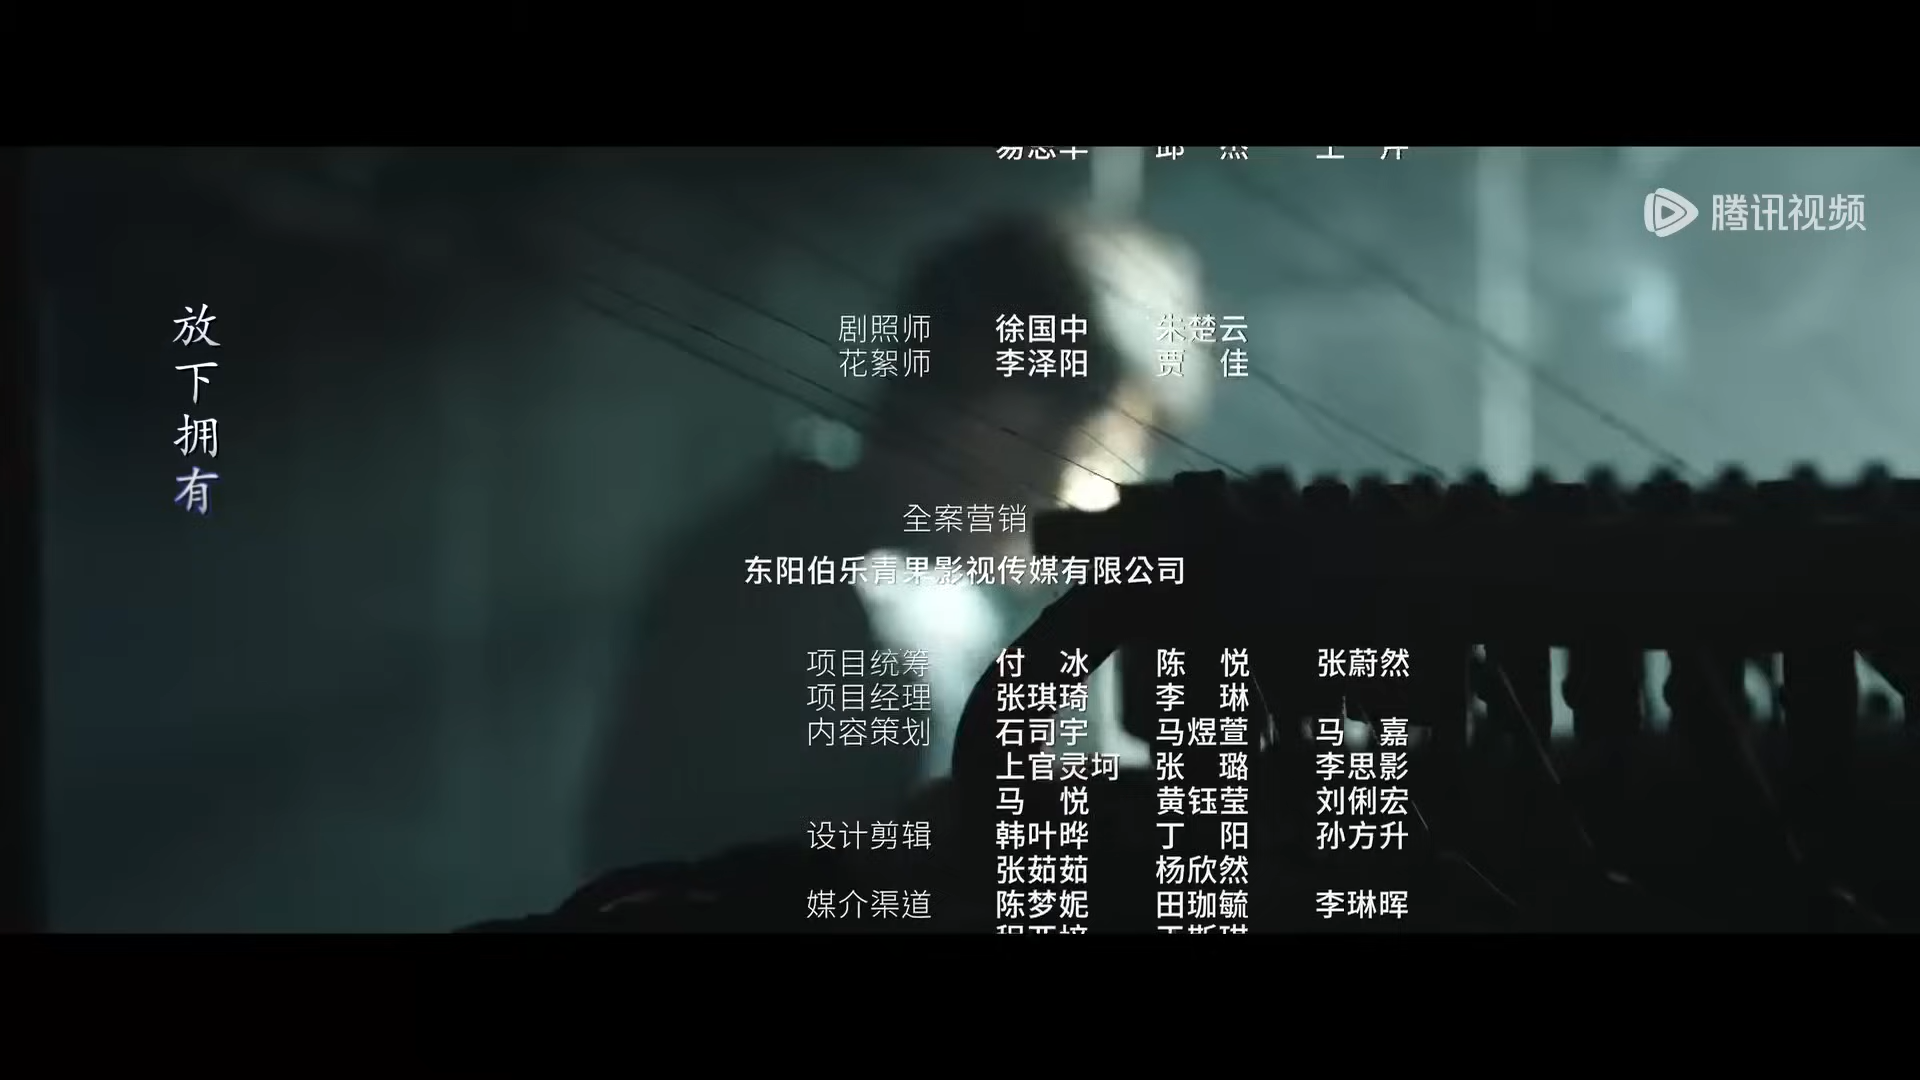 腾讯视频
放下拥有
剧照师 徐国中 朱楚云
花絮师 李泽阳 贾 佳
全案营销
东阳伯乐青果影视传媒有限公司
项目统筹 付 冰 陈 悦 张蔚然
项目经理 张琪琦 李 琳
内容策划 石司宇 马煜萱 马 嘉
上官灵坷 张 璐 李思影
马 悦 黄钰莹 刘俐宏
设计剪辑 韩叶晔 丁 阳 孙方升
张茹茹 杨欣然
媒介渠道 陈梦妮 田珈毓 李琳晖